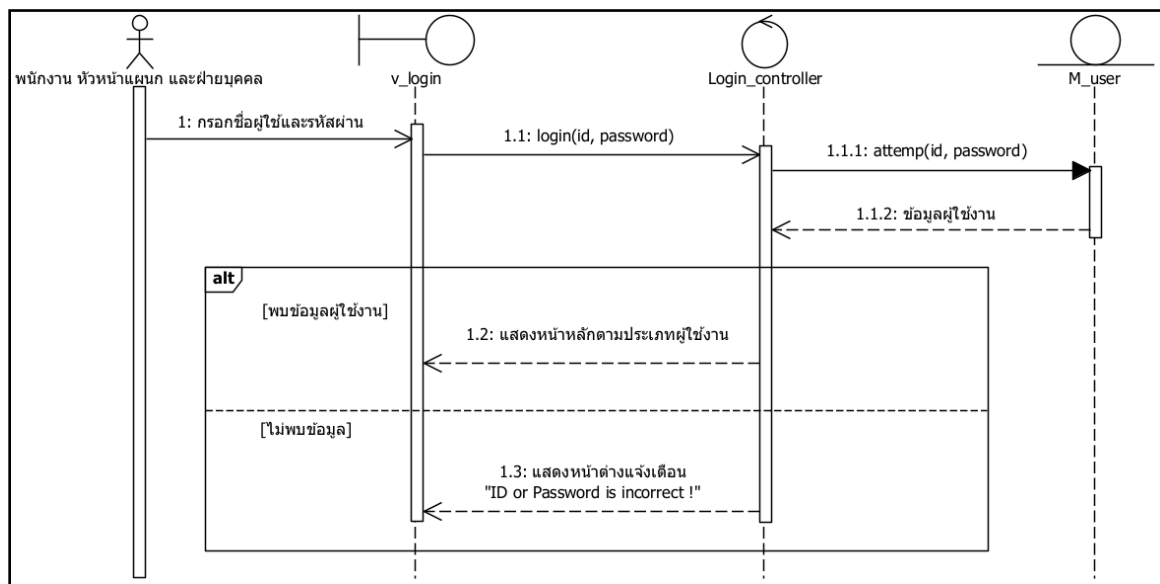 พนักงาน หัวหน้าแผนก และฝ่ายบุคคล
v_login
Login_controller
M_user
1: กรอกชื่อผู้ใช้และรหัสผ่าน
1.1: login(id, password)
1.1.1: attemp(id, password)
1.1.2: ข้อมูลผู้ใช้งาน
alt
[พบข้อมูลผู้ใช้งาน]
1.2: แสดงหน้าหลักตามประเภทผู้ใช้งาน
[ไม่พบข้อมูล]
1.3: แสดงหน้าต่างแจ้งเตือน
"ID or Password is incorrect !"